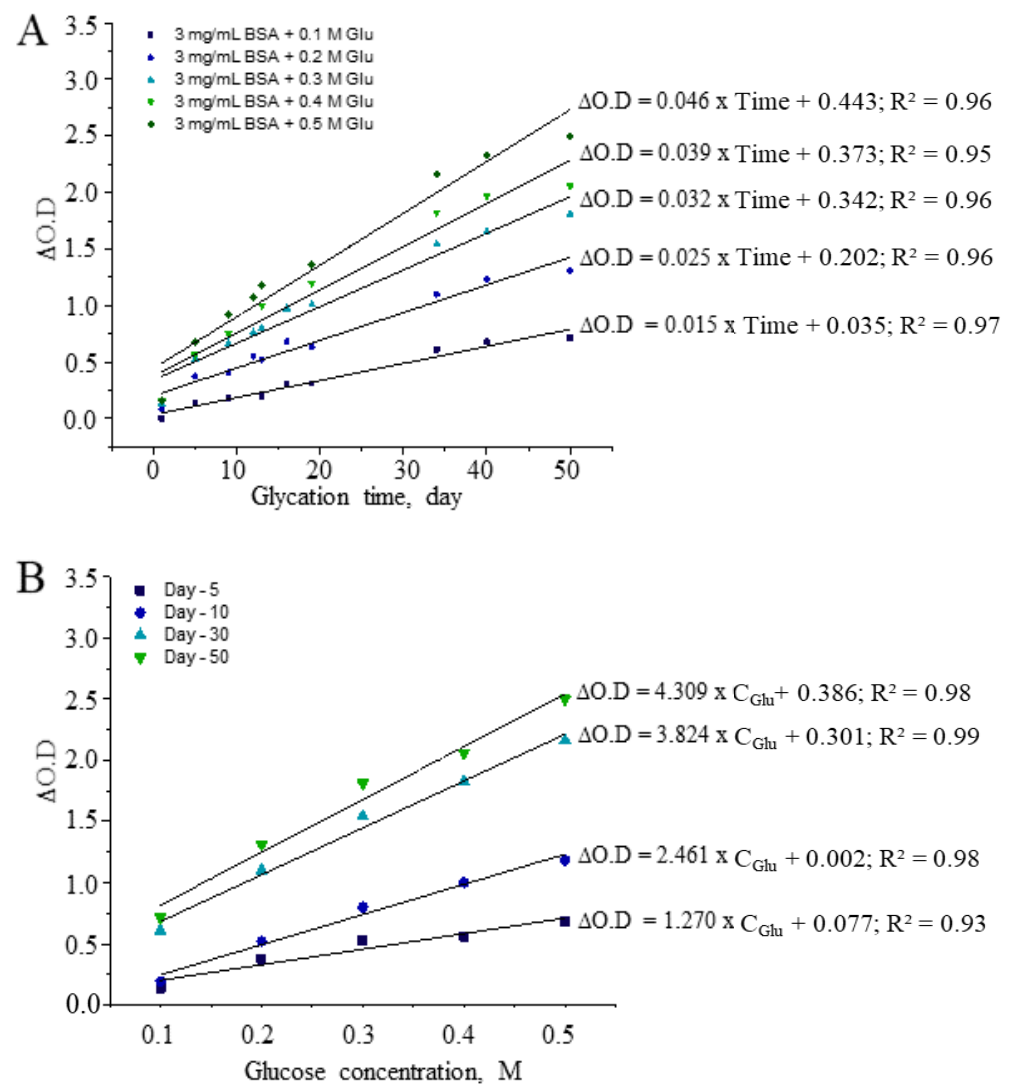 A
3.5
3.0
2.5
2.0
1.5
1.0
0.5
0.0
ΔO.D
3 mg/mL BSA + 0.1 M Glu
3 mg/mL BSA + 0.2 M Glu
3 mg/mL BSA + 0.3 M Glu
3 mg/mL BSA + 0.4 M Glu
3 mg/mL BSA + 0.5 M Glu
ΔO.D = 0.046 x Time + 0.443; R² = 0.96
ΔO.D = 0.039 x Time + 0.373; R² = 0.95
ΔO.D = 0.032 x Time + 0.342; R² = 0.96
ΔO.D = 0.025 x Time + 0.202; R² = 0.96
ΔO.D = 0.015 x Time + 0.035; R² = 0.97
0 10 20 30 40 50
Glycation time, day
B
3.5
3.0
2.5
2.0
1.5
1.0
0.5
0.0
ΔO.D
Day - 5
Day - 10
Day - 30
Day - 50
ΔO.D = 4.309 x C_Glu + 0.386; R² = 0.98
ΔO.D = 3.824 x C_Glu + 0.301; R² = 0.99
ΔO.D = 2.461 x C_Glu + 0.002; R² = 0.98
ΔO.D = 1.270 x C_Glu + 0.077; R² = 0.93
0.1 0.2 0.3 0.4 0.5
Glucose concentration, M